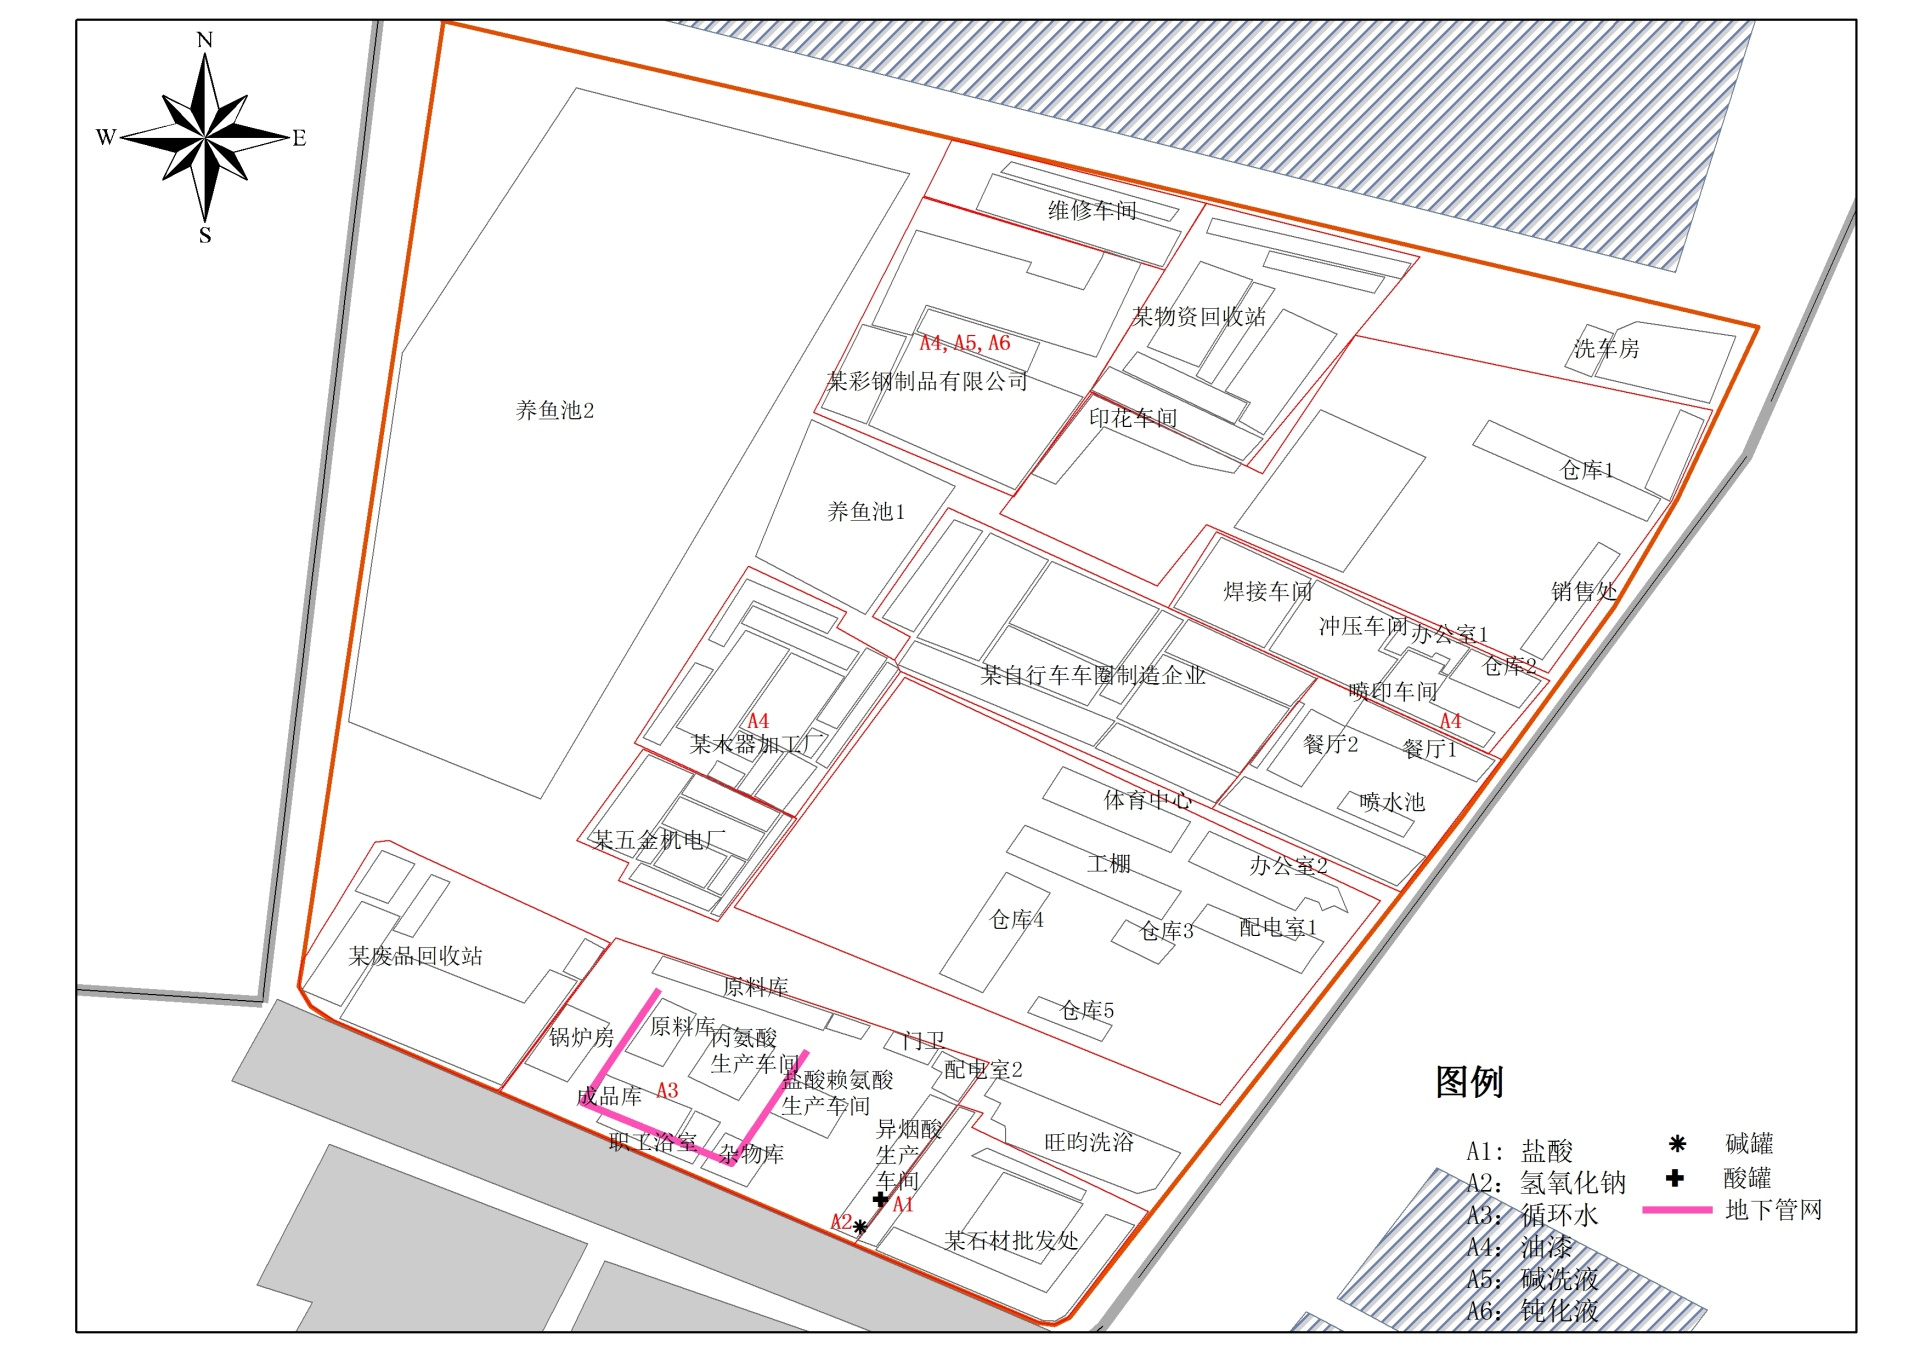 N
W
E
S
维修车间
某物资回收站
A4,A5,A6
某彩钢制品有限公司
洗车房
养鱼池2
印花车间
仓库1
养鱼池1
焊接车间
销售处
冲压车间
办公室1
某自行车车圈制造企业
仓库2
喷印车间
A4
A4
某木器加工厂
餐厅2
餐厅1
体育中心
喷水池
某五金机电厂
工棚
办公室2
仓库4
仓库3
配电室1
某废品回收站
原料库
仓库5
原料库
锅炉房
丙氨酸
生产车间
门卫
配电室2
成品库
A3
盐酸赖氨酸
生产车间
职工浴室
杂物库
异烟酸
生产
车间
旺昀洗浴
A1
A2
某石材批发处
图例
A1: 盐酸
A2: 氢氧化钠
A3: 循环水
A4: 油漆
A5: 碱洗液
A6: 钝化液
碱罐
酸罐
地下管网